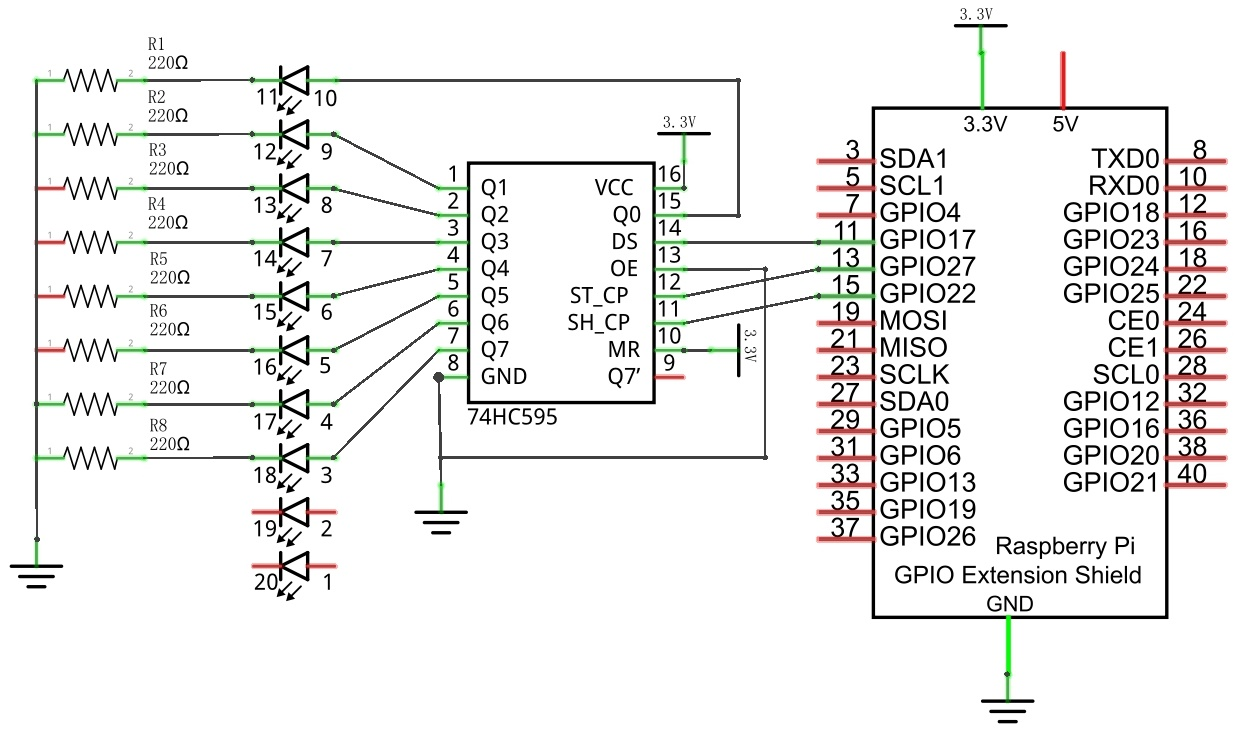 3.3V
R1
220Ω
1 2
11 10
R2
220Ω
1 2
12 9
R3
220Ω
1 2
13 8
R4
220Ω
1 2
14 7
R5
220Ω
1 2
15 6
R6
220Ω
1 2
16 5
R7
220Ω
1 2
17 4
R8
220Ω
1 2
18 3
19 2
20 1
3.3V
1 Q1 VCC 16
2 Q2 Q0 15
3 Q3 DS 14
4 Q4 OE 13
5 Q5 ST_CP 12
6 Q6 SH_CP 11
7 Q7 MR 10
8 GND Q7' 9
74HC595
3.3V
3.3V 5V
3 SDA1 TXD0 8
5 SCL1 RXD0 10
7 GPIO4 GPIO18 12
11 GPIO17 GPIO23 16
13 GPIO27 GPIO24 18
15 GPIO22 GPIO25 22
19 MOSI CE0 24
21 MISO CE1 26
23 SCLK SCL0 28
27 SDA0 GPIO12 32
29 GPIO5 GPIO16 36
31 GPIO6 GPIO20 38
33 GPIO13 GPIO21 40
35 GPIO19
37 GPIO26
Raspberry Pi
GPIO Extension Shield
GND